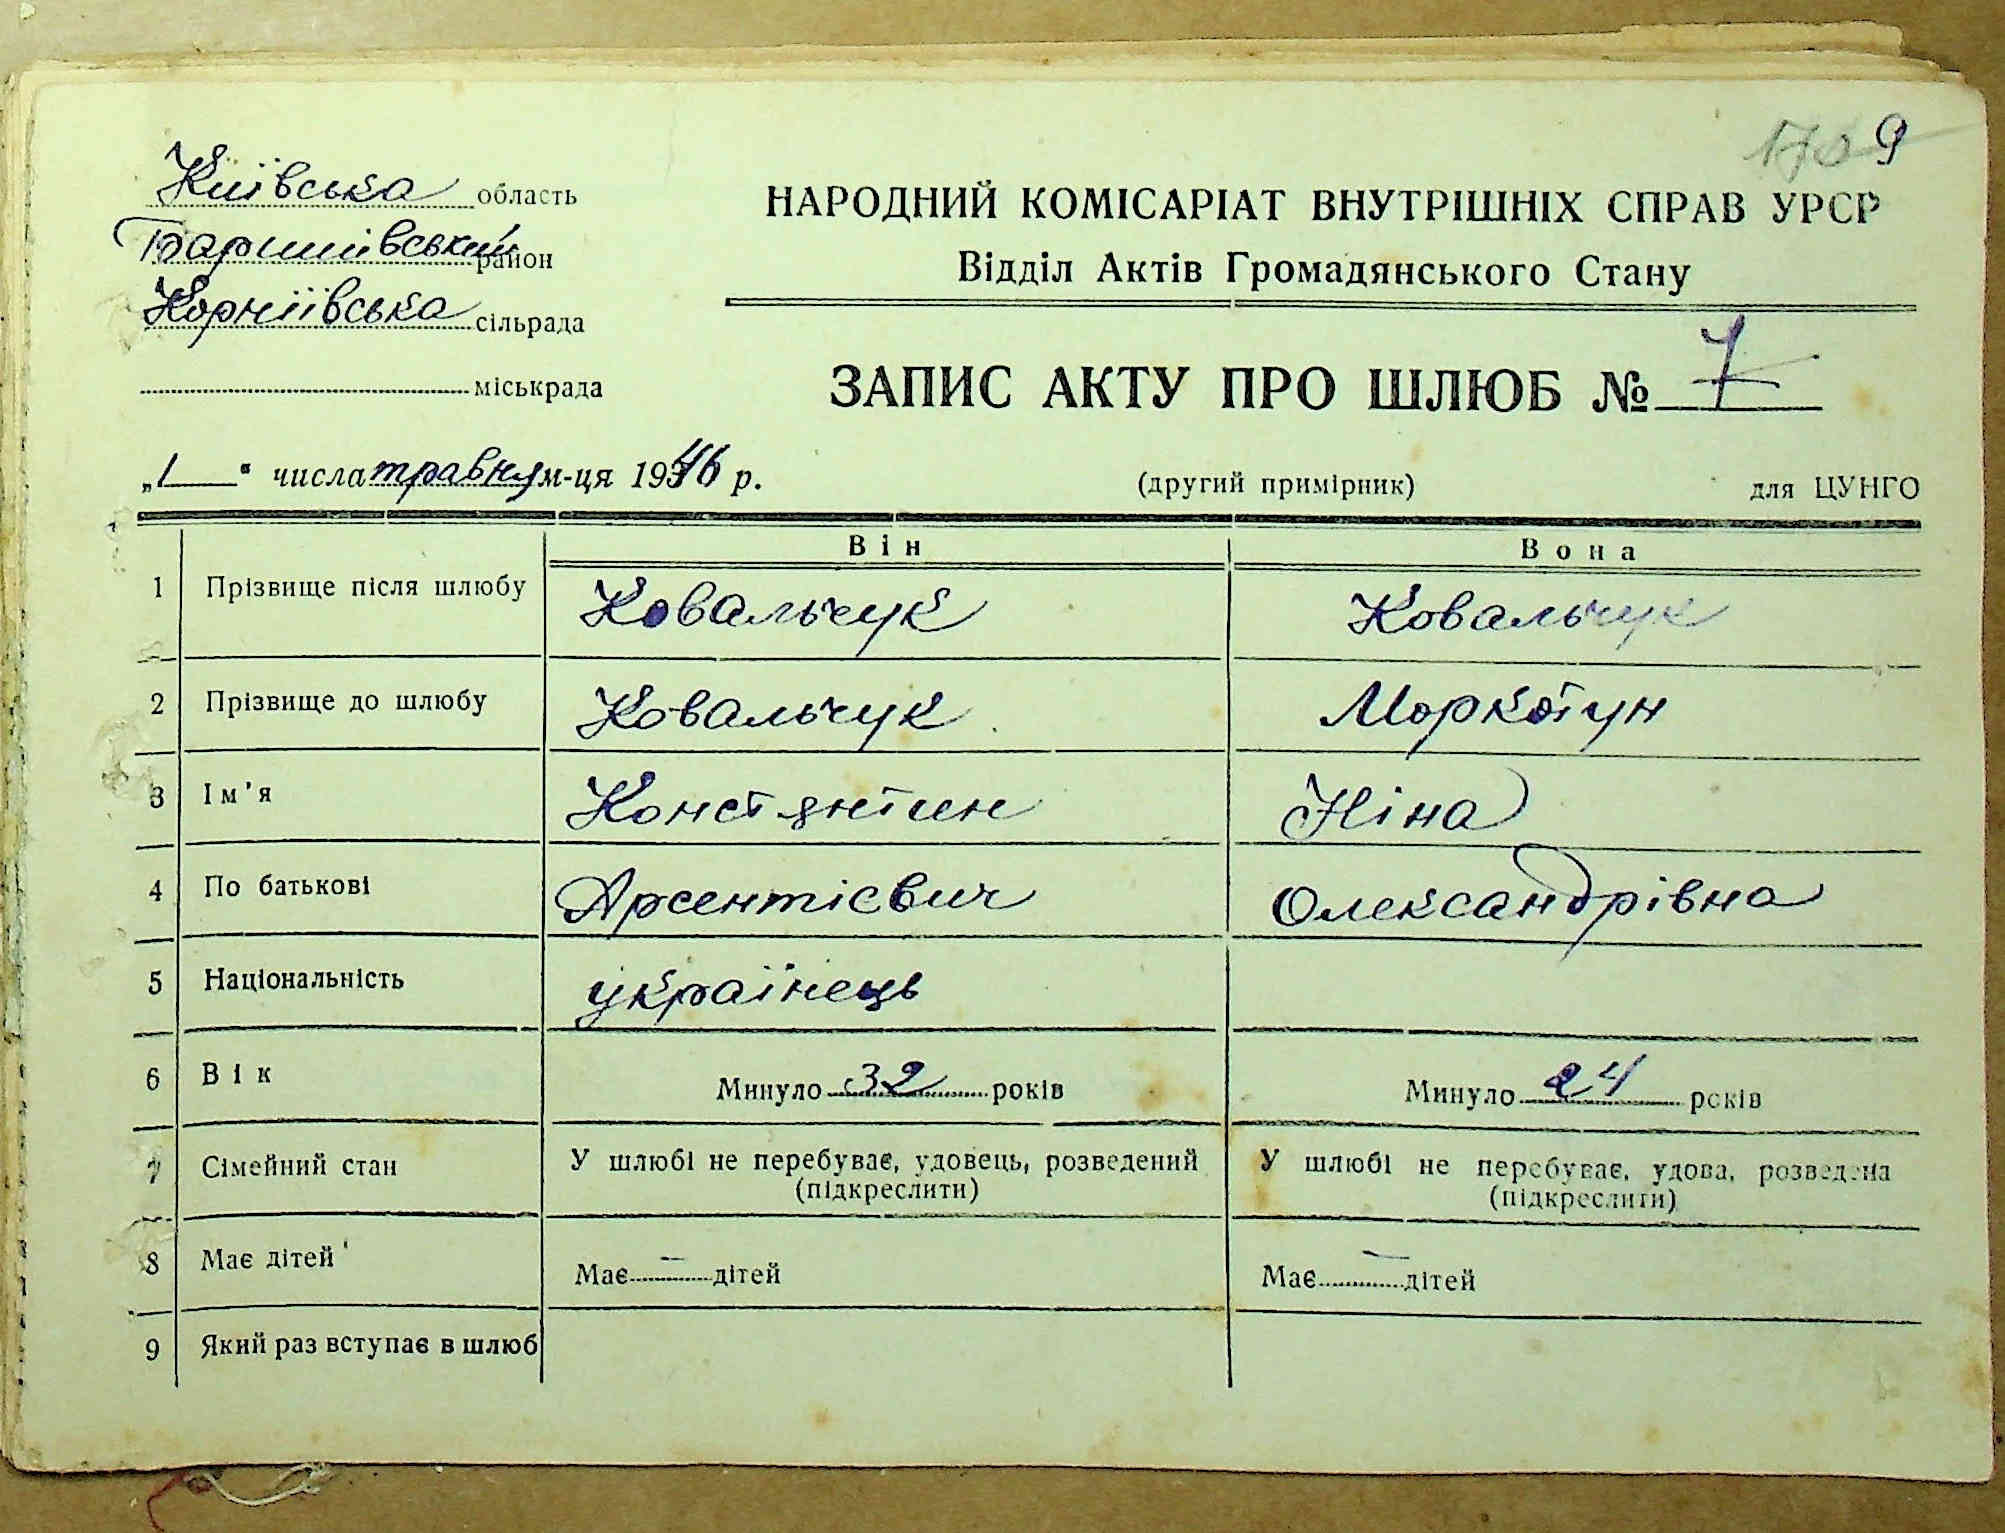 9
Київська область
НАРОДНИЙ КОМІСАРІАТ ВНУТРІШНІХ СПРАВ УРСР
Баришівський район
Відділ Актів Громадянського Стану
Корніївська сільрада
ЗАПИС АКТУ ПРО ШЛЮБ № 7
міськрада
„1" числа травня м-ця 1946 р.
(другий примірник) для ЦУНГО
Він Вона
1 Прізвище після шлюбу Ковальчук Ковальчук
2 Прізвище до шлюбу Ковальчук Моркотун
3 Ім'я Констянтин Ніна
4 По батькові Арсентієвич Олександрівна
5 Національність українець
6 Вік Минуло 32 років Минуло 24 років
7 Сімейний стан У шлюбі не перебуває, удовець, розведений У шлюбі не перебуває, удова, розведена
(підкреслити) (підкреслити)
8 Має дітей Має — дітей Має — дітей
9 Який раз вступає в шлюб